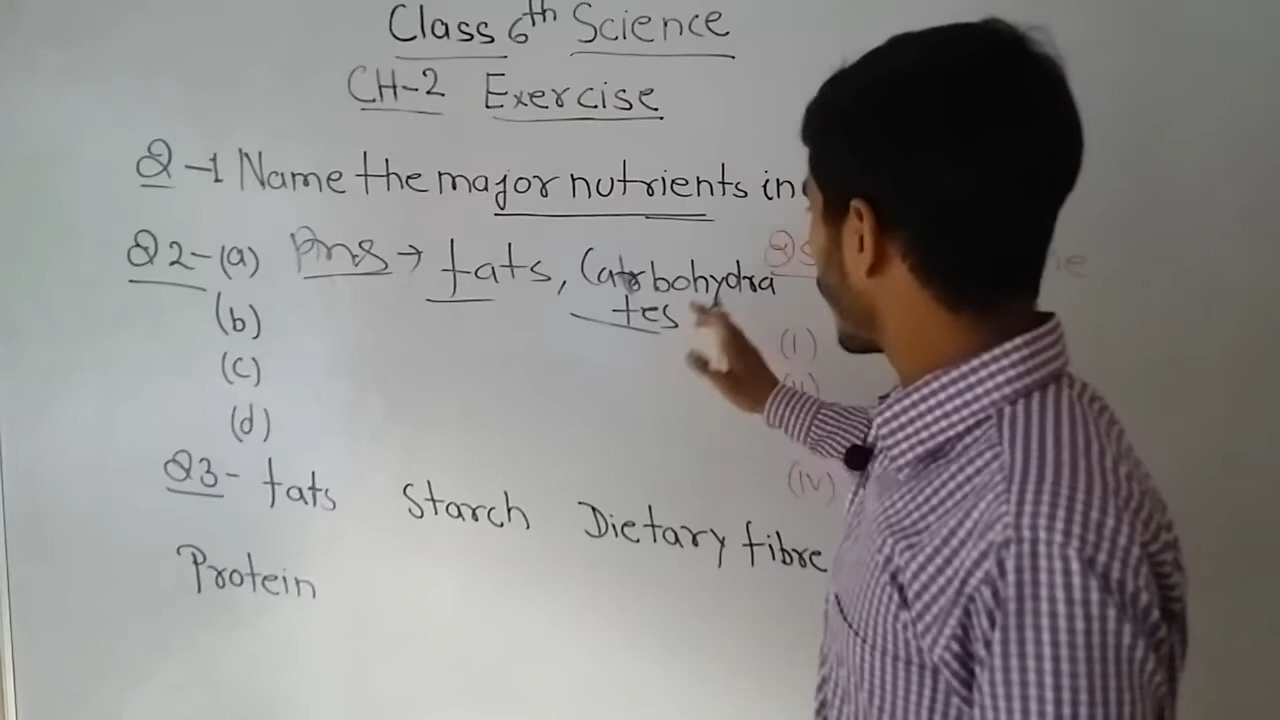 Class 6th Science
CH-2 Exercise
Q-1 Name the major nutrients in
Q2-(a) Ans → fats, Carbohydra
tes
(b)
(c)
(d)
Q3- fats Starch Dietary fibre
Protein
(I)
(IV)